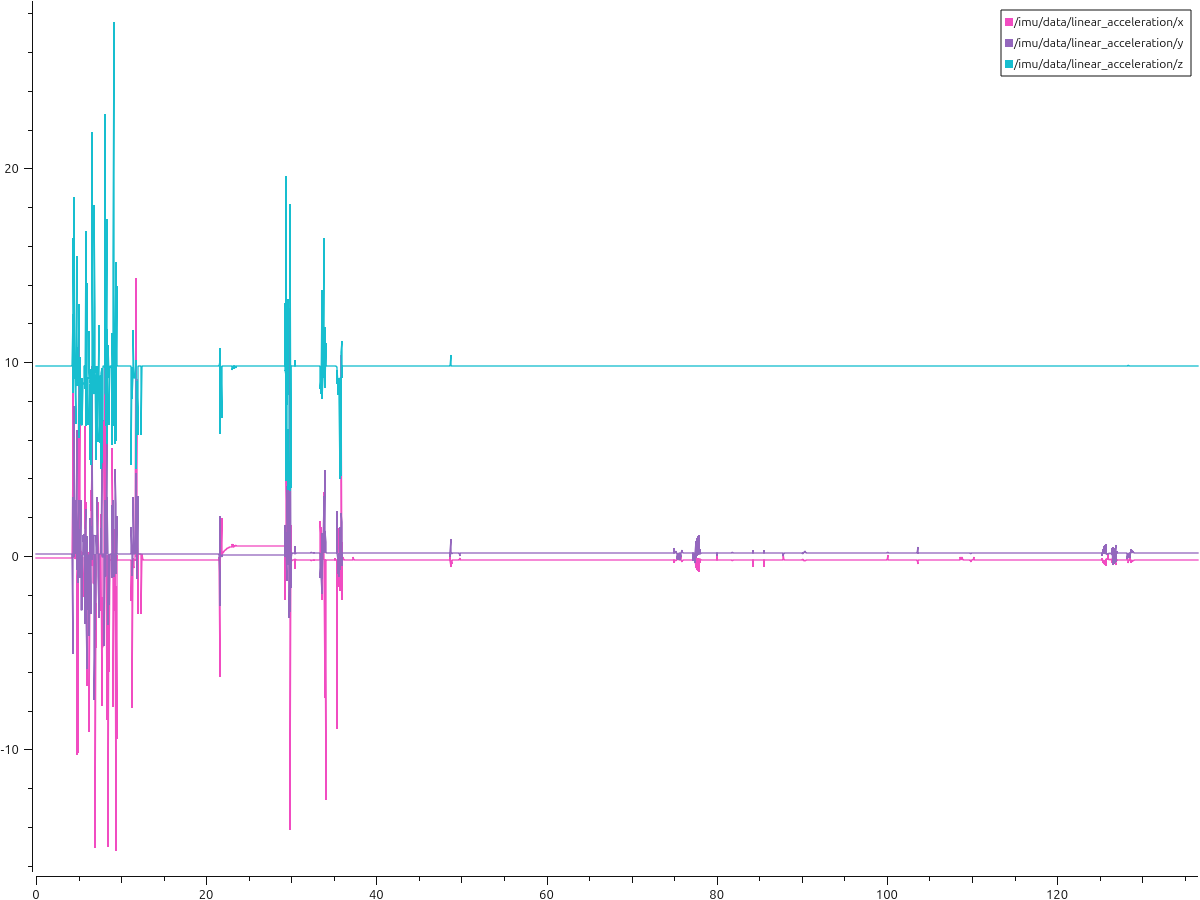 /imu/data/linear_acceleration/x
/imu/data/linear_acceleration/y
/imu/data/linear_acceleration/z
20
10
0
-10
0 20 40 60 80 100 120